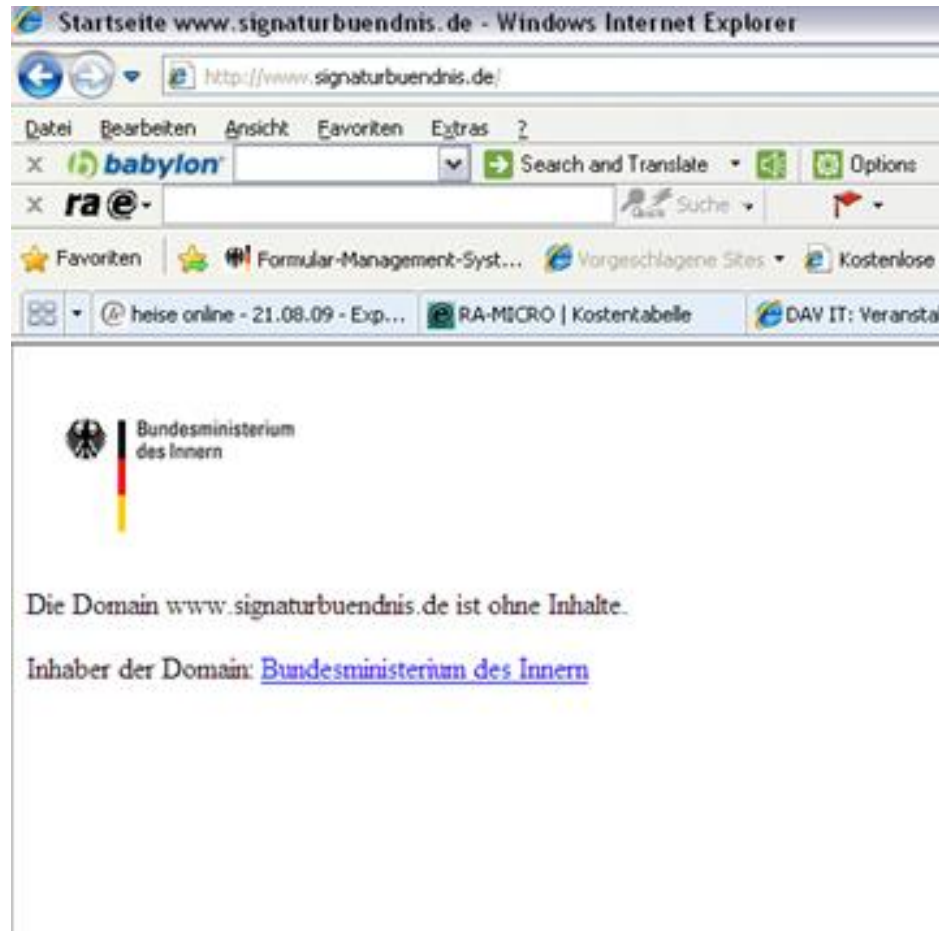 Startseite www.signaturbuendnis.de - Windows Internet Explorer
http://www.signaturbuendnis.de/
Datei Bearbeiten Ansicht Favoriten Extras ?
babylon Search and Translate Options
ra e Suche
Favoriten Formular-Management-Syst... Vorgeschlagene Sites Kostenlose
heise online - 21.08.09 - Exp... RA-MICRO | Kostentabelle DAV IT: Veransta
Bundesministerium
des Innern
Die Domain www.signaturbuendnis.de ist ohne Inhalte.
Inhaber der Domain: Bundesministerium des Innern